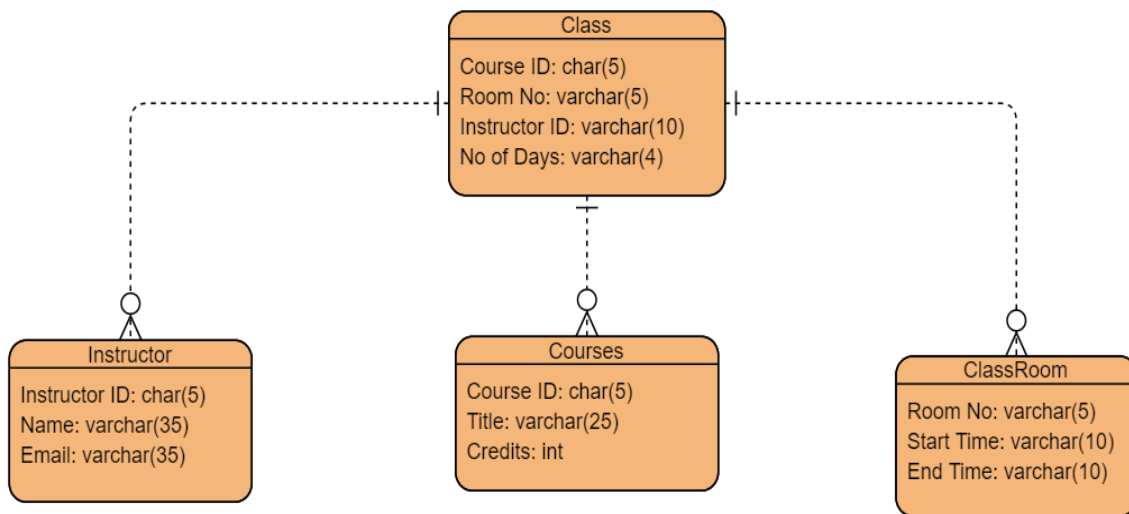 Class
Course ID: char(5)
Room No: varchar(5)
Instructor ID: varchar(10)
No of Days: varchar(4)
Instructor
Instructor ID: char(5)
Name: varchar(35)
Email: varchar(35)
Courses
Course ID: char(5)
Title: varchar(25)
Credits: int
ClassRoom
Room No: varchar(5)
Start Time: varchar(10)
End Time: varchar(10)